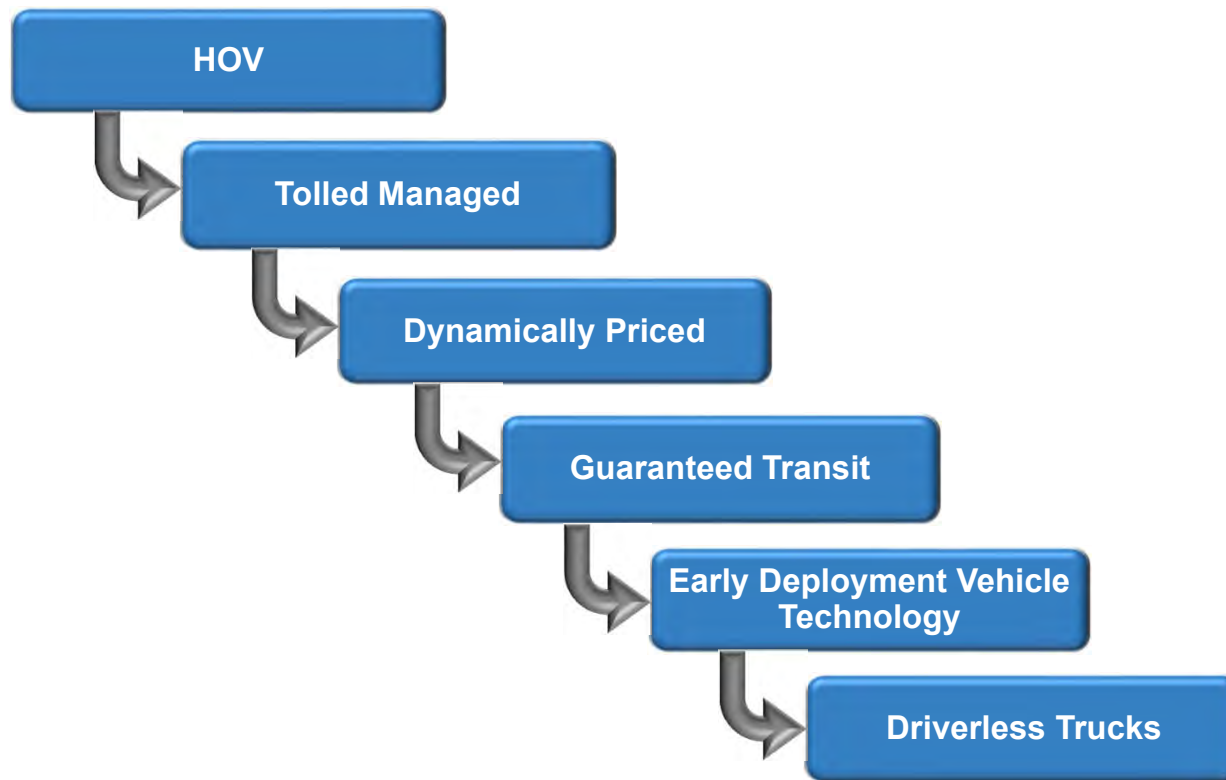 HOV
Tolled Managed
Dynamically Priced
Guaranteed Transit
Early Deployment Vehicle
Technology
Driverless Trucks